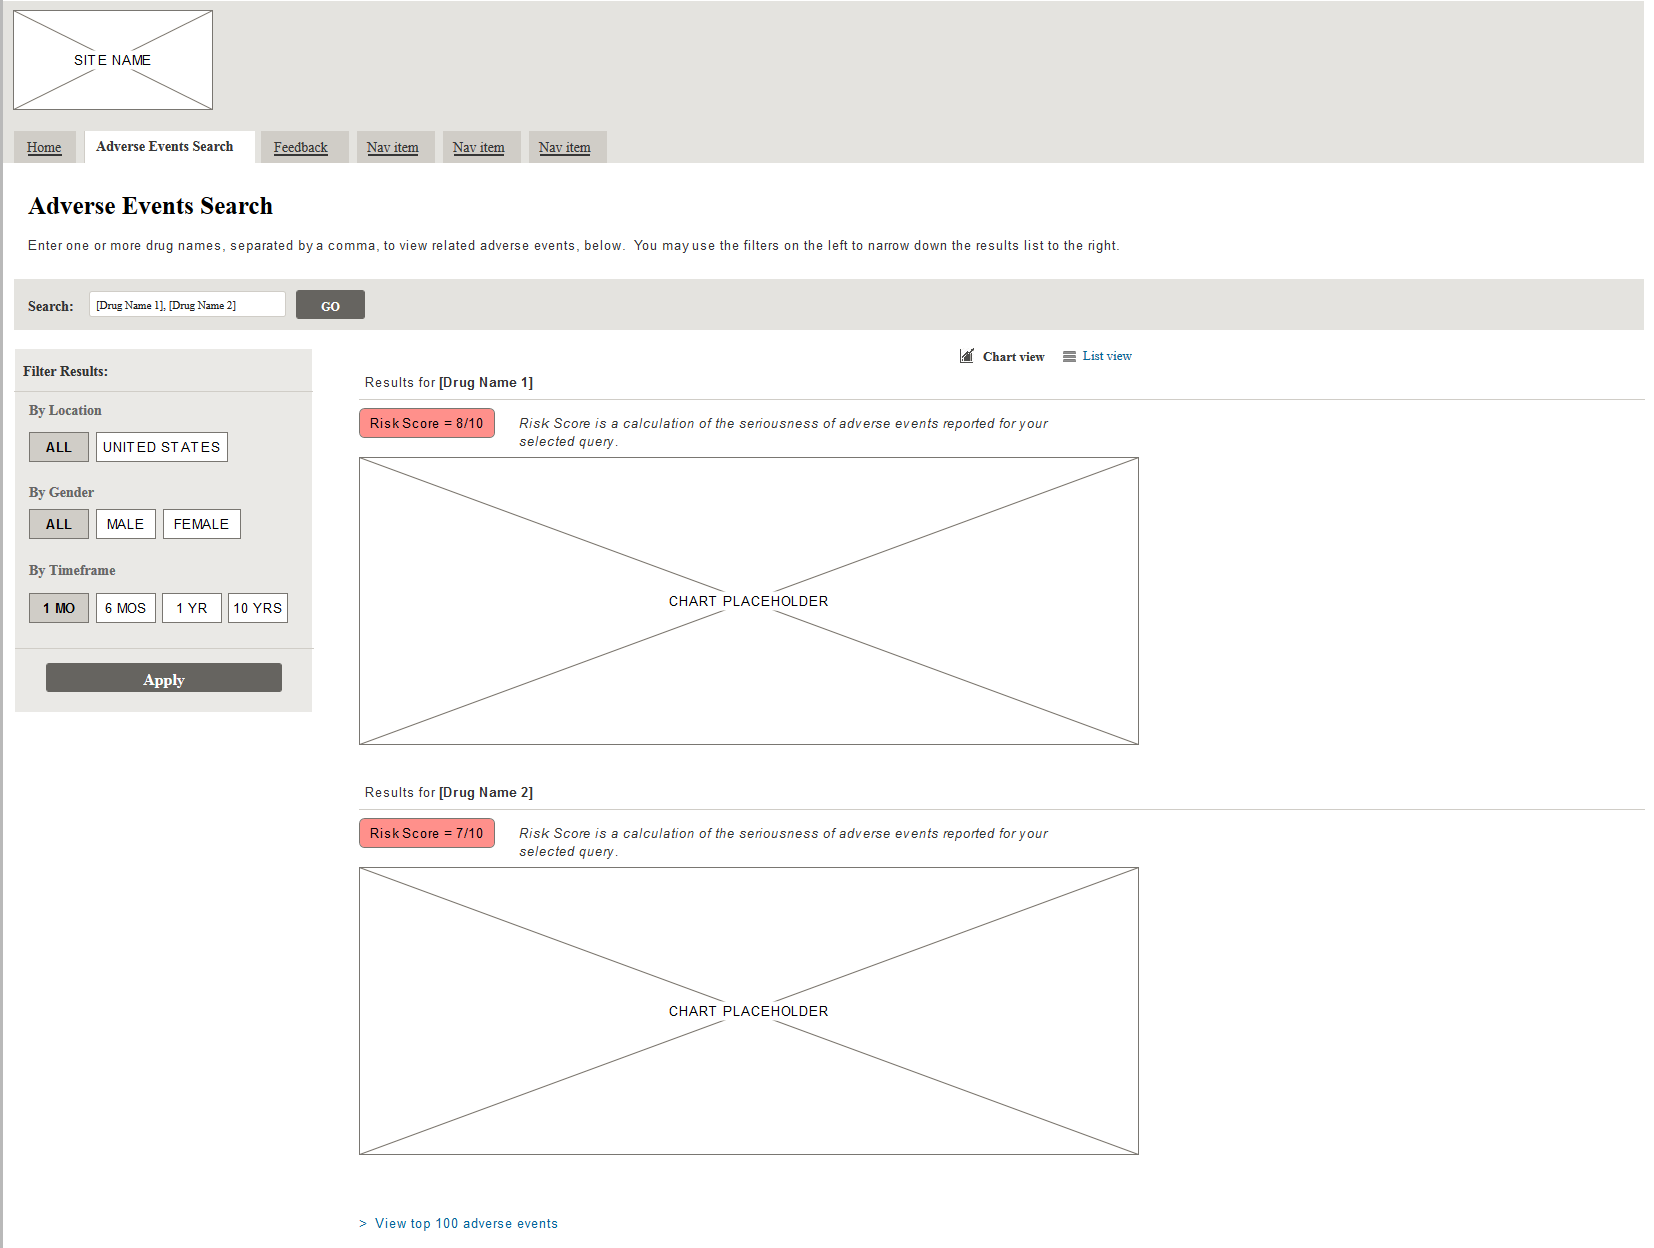 SITE NAME
Home
Adverse Events Search
Feedback
Nav item
Nav item
Nav item
Adverse Events Search
Enter one or more drug names, separated by a comma, to view related adverse events, below.  You may use the filters on the left to narrow down the results list to the right.
Search:
[Drug Name 1], [Drug Name 2]
GO
Filter Results:
By Location
ALL
UNITED STATES
By Gender
ALL
MALE
FEMALE
By Timeframe
1 MO
6 MOS
1 YR
10 YRS
Apply
Chart view
List view
Results for [Drug Name 1]
Risk Score = 8/10
Risk Score is a calculation of the seriousness of adverse events reported for your
selected query.
CHART PLACEHOLDER
Results for [Drug Name 2]
Risk Score = 7/10
Risk Score is a calculation of the seriousness of adverse events reported for your
selected query.
CHART PLACEHOLDER
> View top 100 adverse events